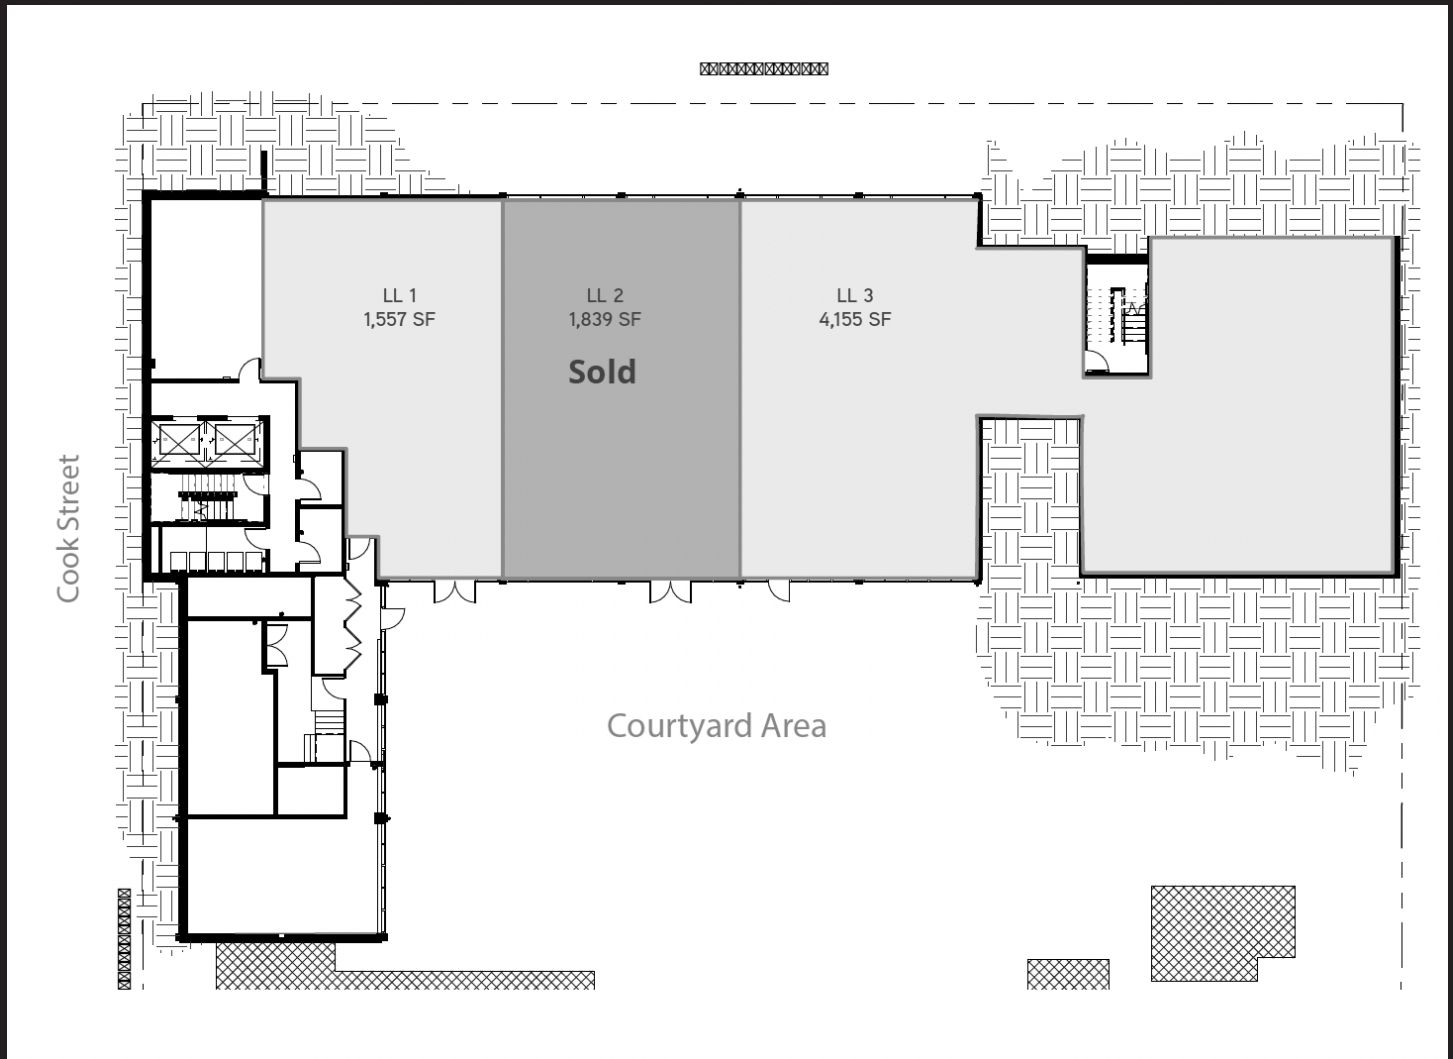 LL 1
1,557 SF
LL 2
1,839 SF
Sold
LL 3
4,155 SF
Cook Street
Courtyard Area